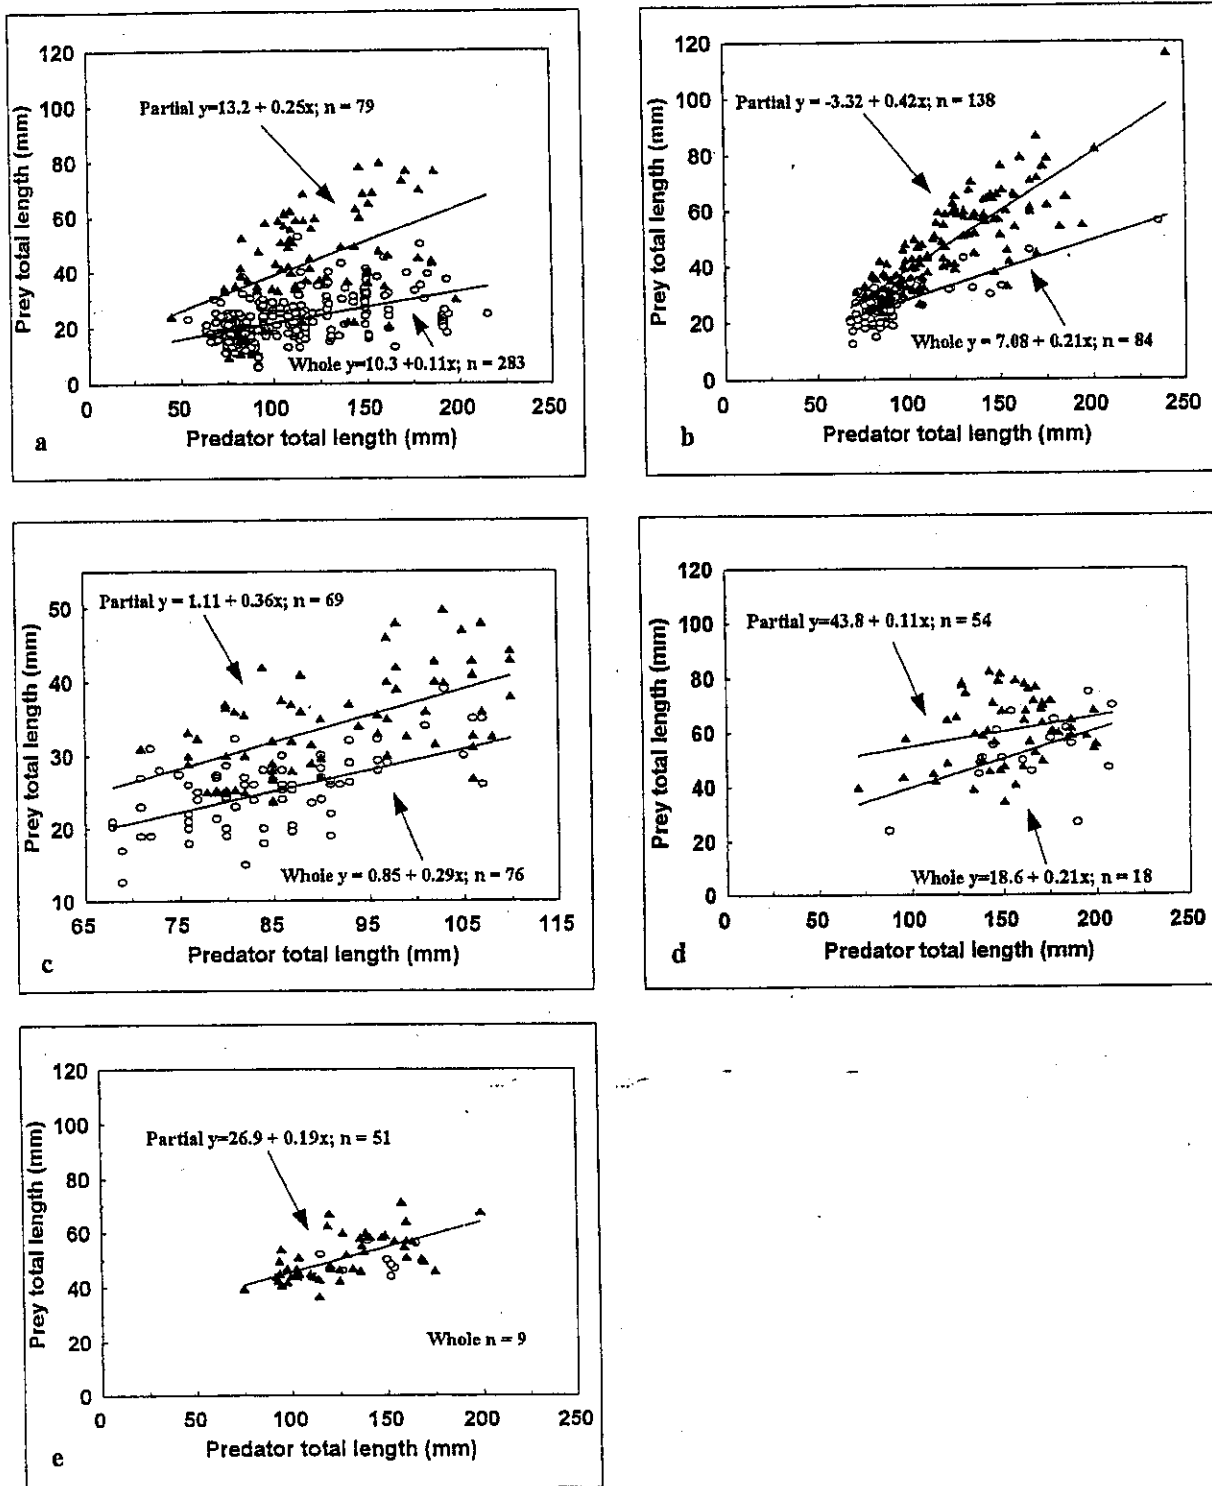 120
100
80
60
40
20
0
Prey total length (mm)
Partial y=13.2 + 0.25x; n = 79
Whole y=10.3 +0.11x; n = 283
0 50 100 150 200 250
Predator total length (mm)
a
120
100
80
60
40
20
0
Prey total length (mm)
Partial y = -3.32 + 0.42x; n = 138
Whole y = 7.08 + 0.21x; n = 84
0 50 100 150 200 250
Predator total length (mm)
b
50
40
30
20
10
Prey total length (mm)
Partial y = 1.11 + 0.36x; n = 69
Whole y = 0.85 + 0.29x; n = 76
65 75 85 95 105 115
Predator total length (mm)
c
120
100
80
60
40
20
0
Prey total length (mm)
Partial y=43.8 + 0.11x; n = 54
Whole y=18.6 + 0.21x; n = 18
0 50 100 150 200 250
Predator total length (mm)
d
120
100
80
60
40
20
0
Prey total length (mm)
Partial y=26.9 + 0.19x; n = 51
Whole n = 9
0 50 100 150 200 250
Predator total length (mm)
e